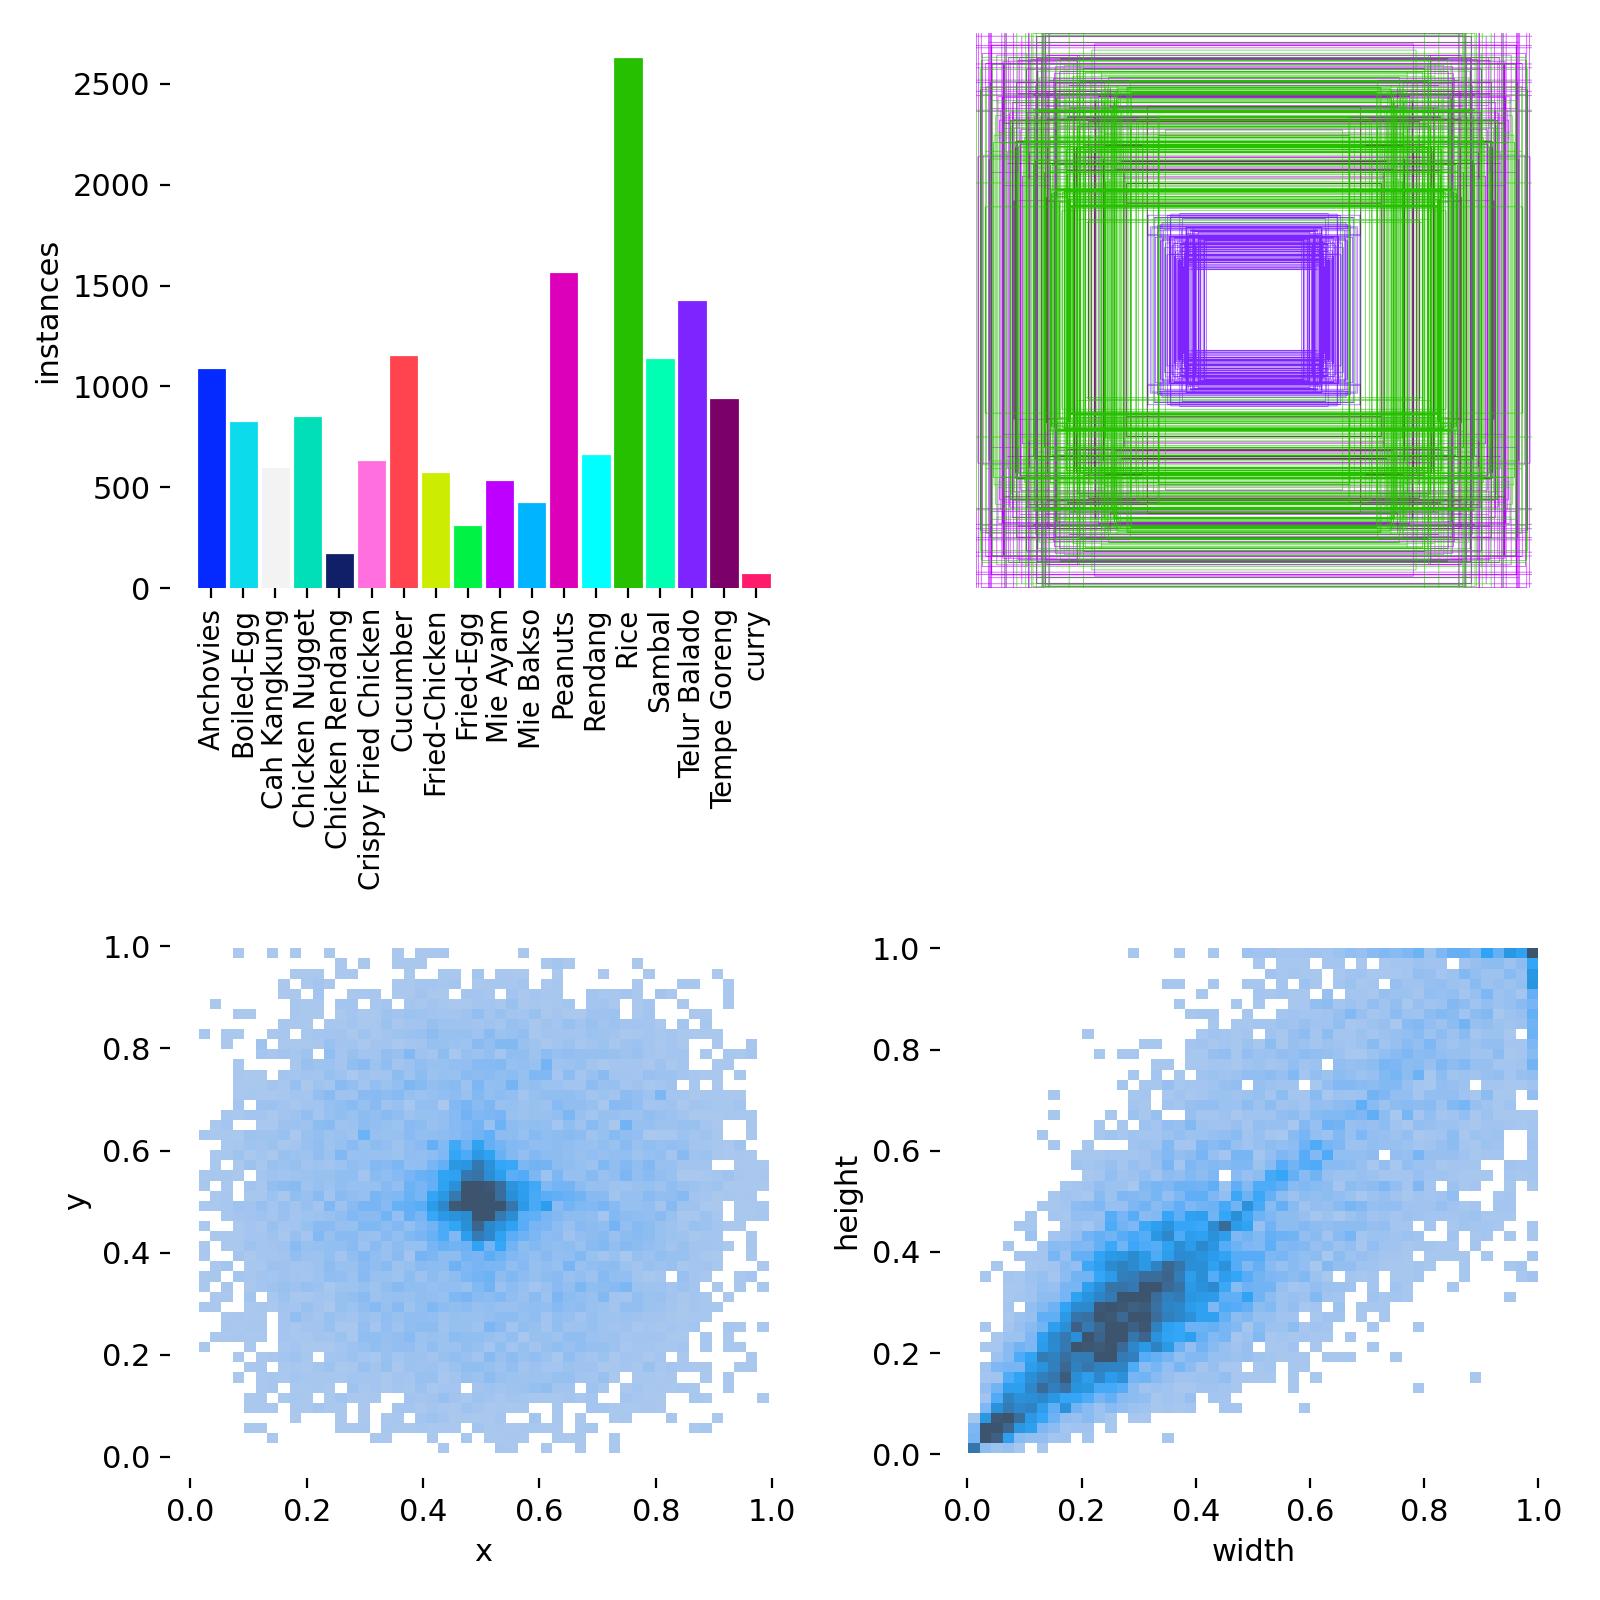 instances
2500
2000
1500
1000
500
0
Anchovies
Boiled-Egg
Cah Kangkung
Chicken Nugget
Chicken Rendang
Crispy Fried Chicken
Cucumber
Fried-Chicken
Fried-Egg
Mie Ayam
Mie Bakso
Peanuts
Rendang
Rice
Sambal
Telur Balado
Tempe Goreng
curry
y
1.0
0.8
0.6
0.4
0.2
0.0
0.0 0.2 0.4 0.6 0.8 1.0
x
height
1.0
0.8
0.6
0.4
0.2
0.0
0.0 0.2 0.4 0.6 0.8 1.0
width